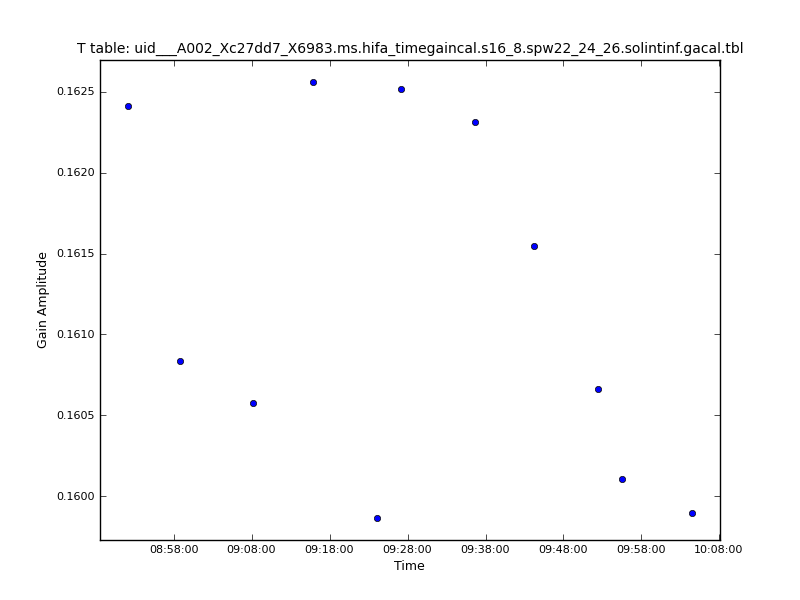 T table: uid___A002_Xc27dd7_X6983.ms.hifa_timegaincal.s16_8.spw22_24_26.solintinf.gacal.tbl
Gain Amplitude
0.1625
0.1620
0.1615
0.1610
0.1605
0.1600
08:58:00 09:08:00 09:18:00 09:28:00 09:38:00 09:48:00 09:58:00 10:08:00
Time